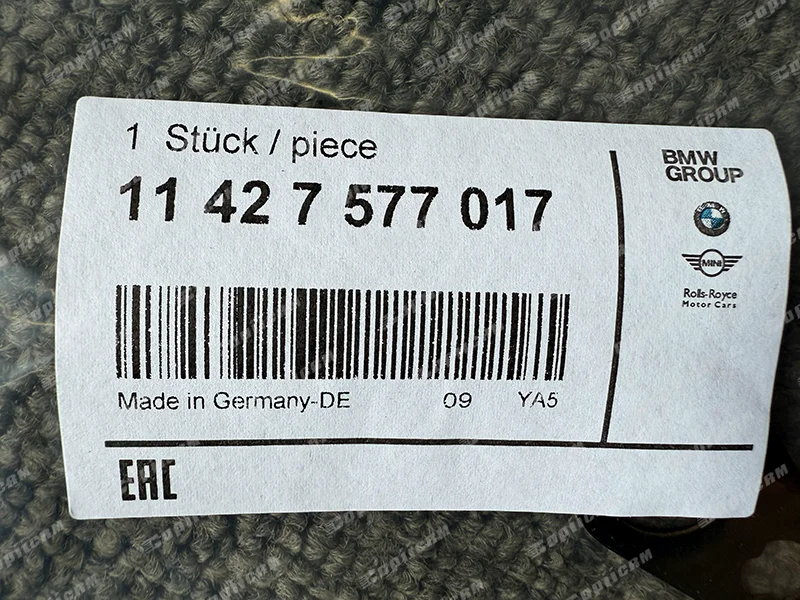 1 Stück / piece
11 42 7 577 017
Made in Germany-DE 09 YA5
EAC
BMW
GROUP
MINI
Rolls-Royce
Motor Cars